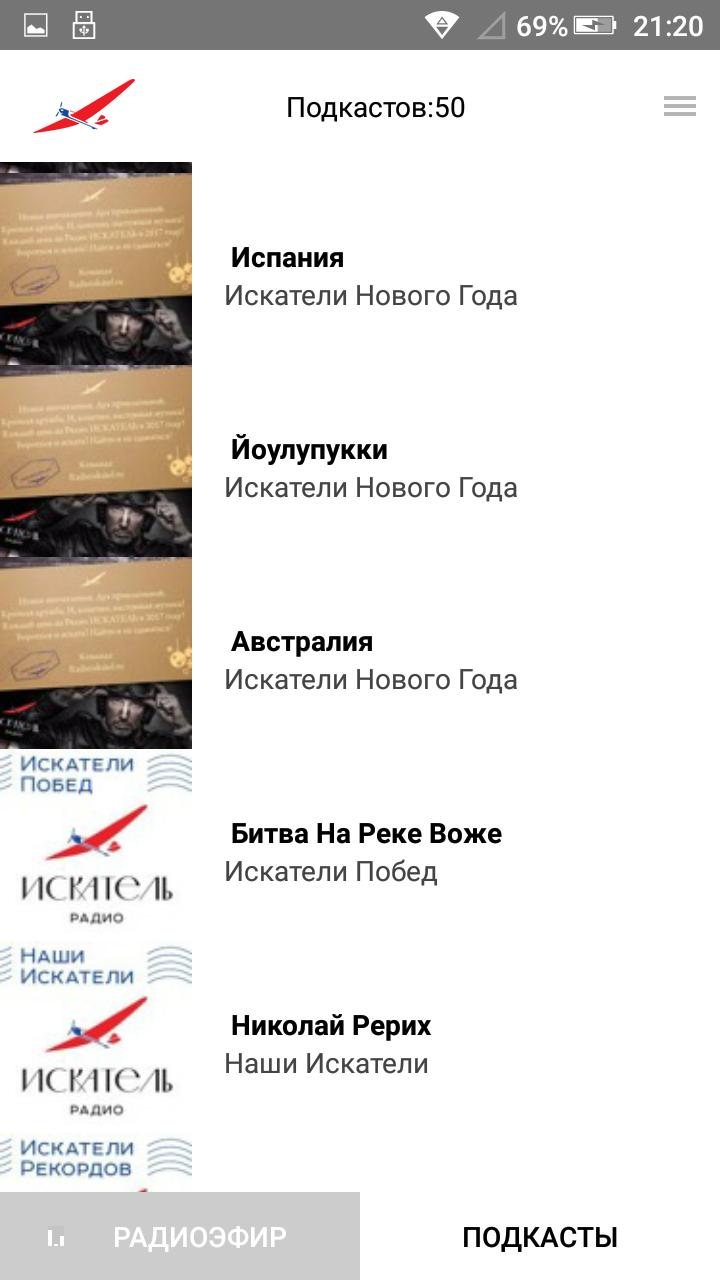 69% 21:20
Подкастов:50
Испания
Искатели Нового Года
Йоулупукки
Искатели Нового Года
Австралия
Искатели Нового Года
Искатели
Побед
ИСКАТЕЛЬ
РАДИО
Битва На Реке Воже
Искатели Побед
Наши
Искатели
ИСКАТЕЛЬ
РАДИО
Николай Рерих
Наши Искатели
Искатели
Рекордов
РАДИОЭФИР
ПОДКАСТЫ